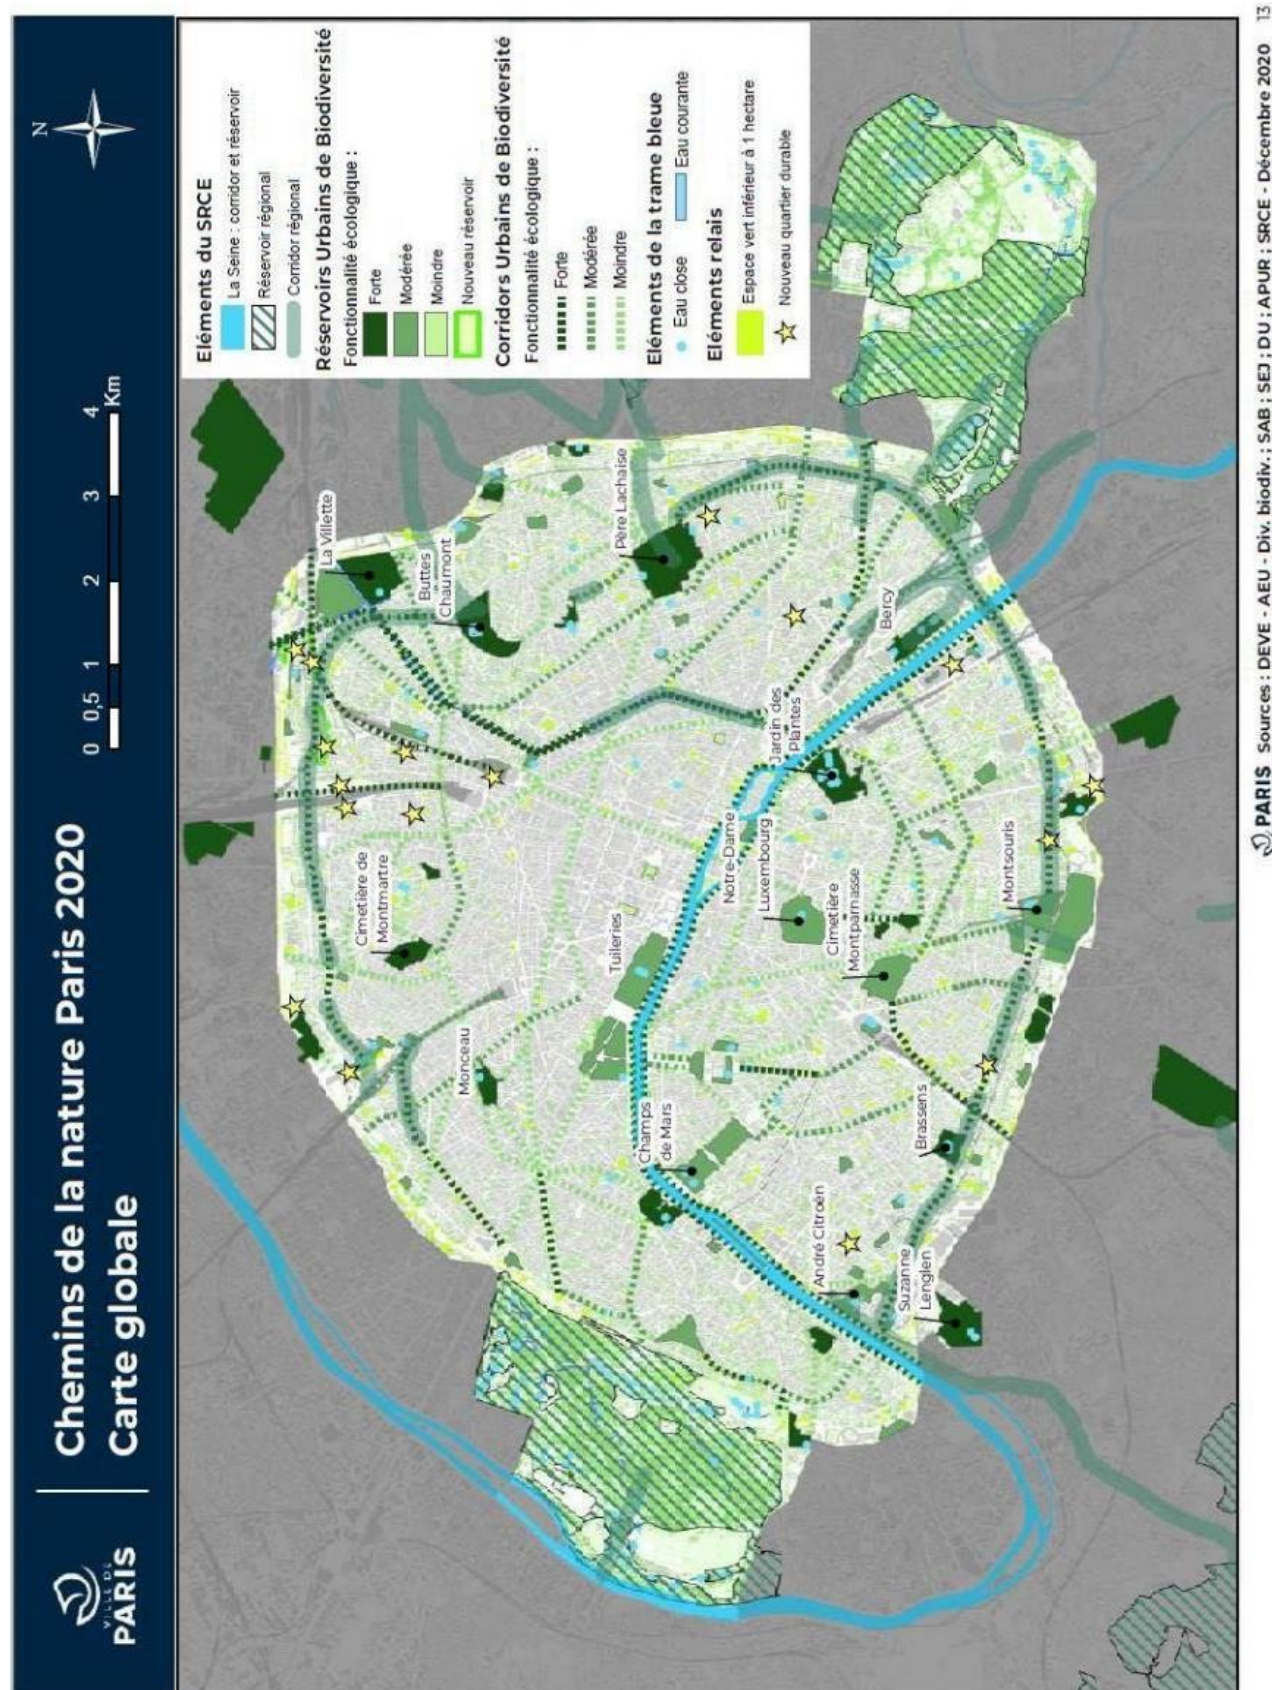 VILLE DE
PARIS
Chemins de la nature Paris 2020
Carte globale
0 0,5 1 2 3 4
Km
N
Eléments du SRCE
La Seine : corridor et réservoir
Réservoir régional
Corridor régional
Réservoirs Urbains de Biodiversité
Fonctionnalité écologique :
Forte
Modérée
Moindre
Nouveau réservoir
Corridors Urbains de Biodiversité
Fonctionnalité écologique :
Forte
Modérée
Moindre
Eléments de la trame bleue
Eau close
Eau courante
Eléments relais
Espace vert inférieur à 1 hectare
Nouveau quartier durable
La Villette
Buttes
Chaumont
Cimetière de
Montmartre
Monceau
Père Lachaise
Tuileries
Champs
de Mars
Notre-Dame
Jardin des
Plantes
Bercy
Luxembourg
Cimetière
Montparnasse
André Citroën
Suzanne
Lenglen
Brassens
Montsouris
PARIS Sources : DEVE - AEU - Div. biodiv. ; SAB ; SEJ ; DU ; APUR ; SRCE - Décembre 2020 13